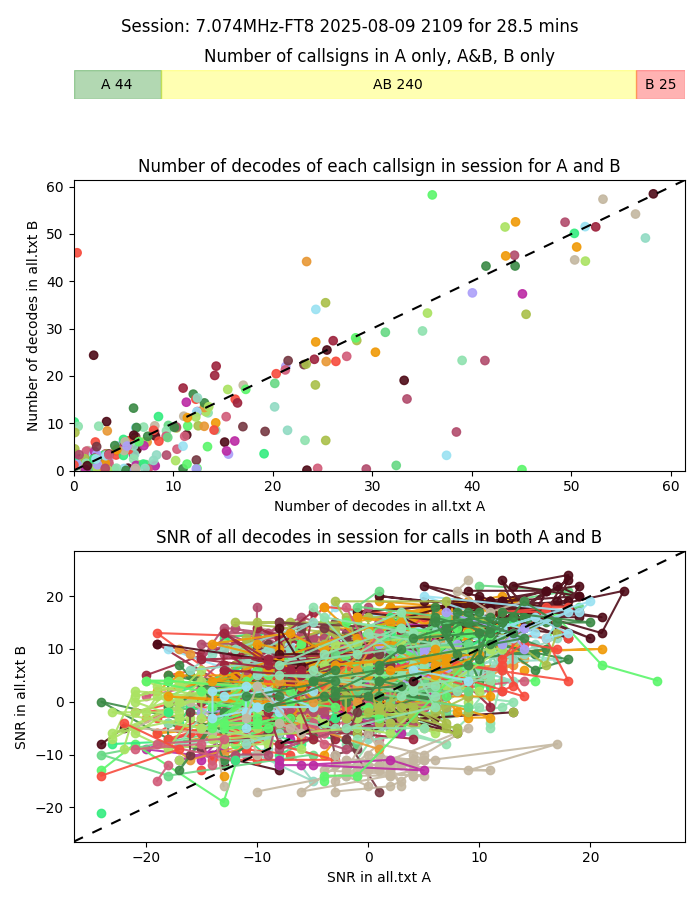 Session: 7.074MHz-FT8 2025-08-09 2109 for 28.5 mins
Number of callsigns in A only, A&B, B only
A 44 AB 240 B 25
Number of decodes of each callsign in session for A and B
60
50
40
30
20
10
0
Number of decodes in all.txt B
0 10 20 30 40 50 60
Number of decodes in all.txt A
SNR of all decodes in session for calls in both A and B
20
10
0
−10
−20
SNR in all.txt B
−20 −10 0 10 20
SNR in all.txt A